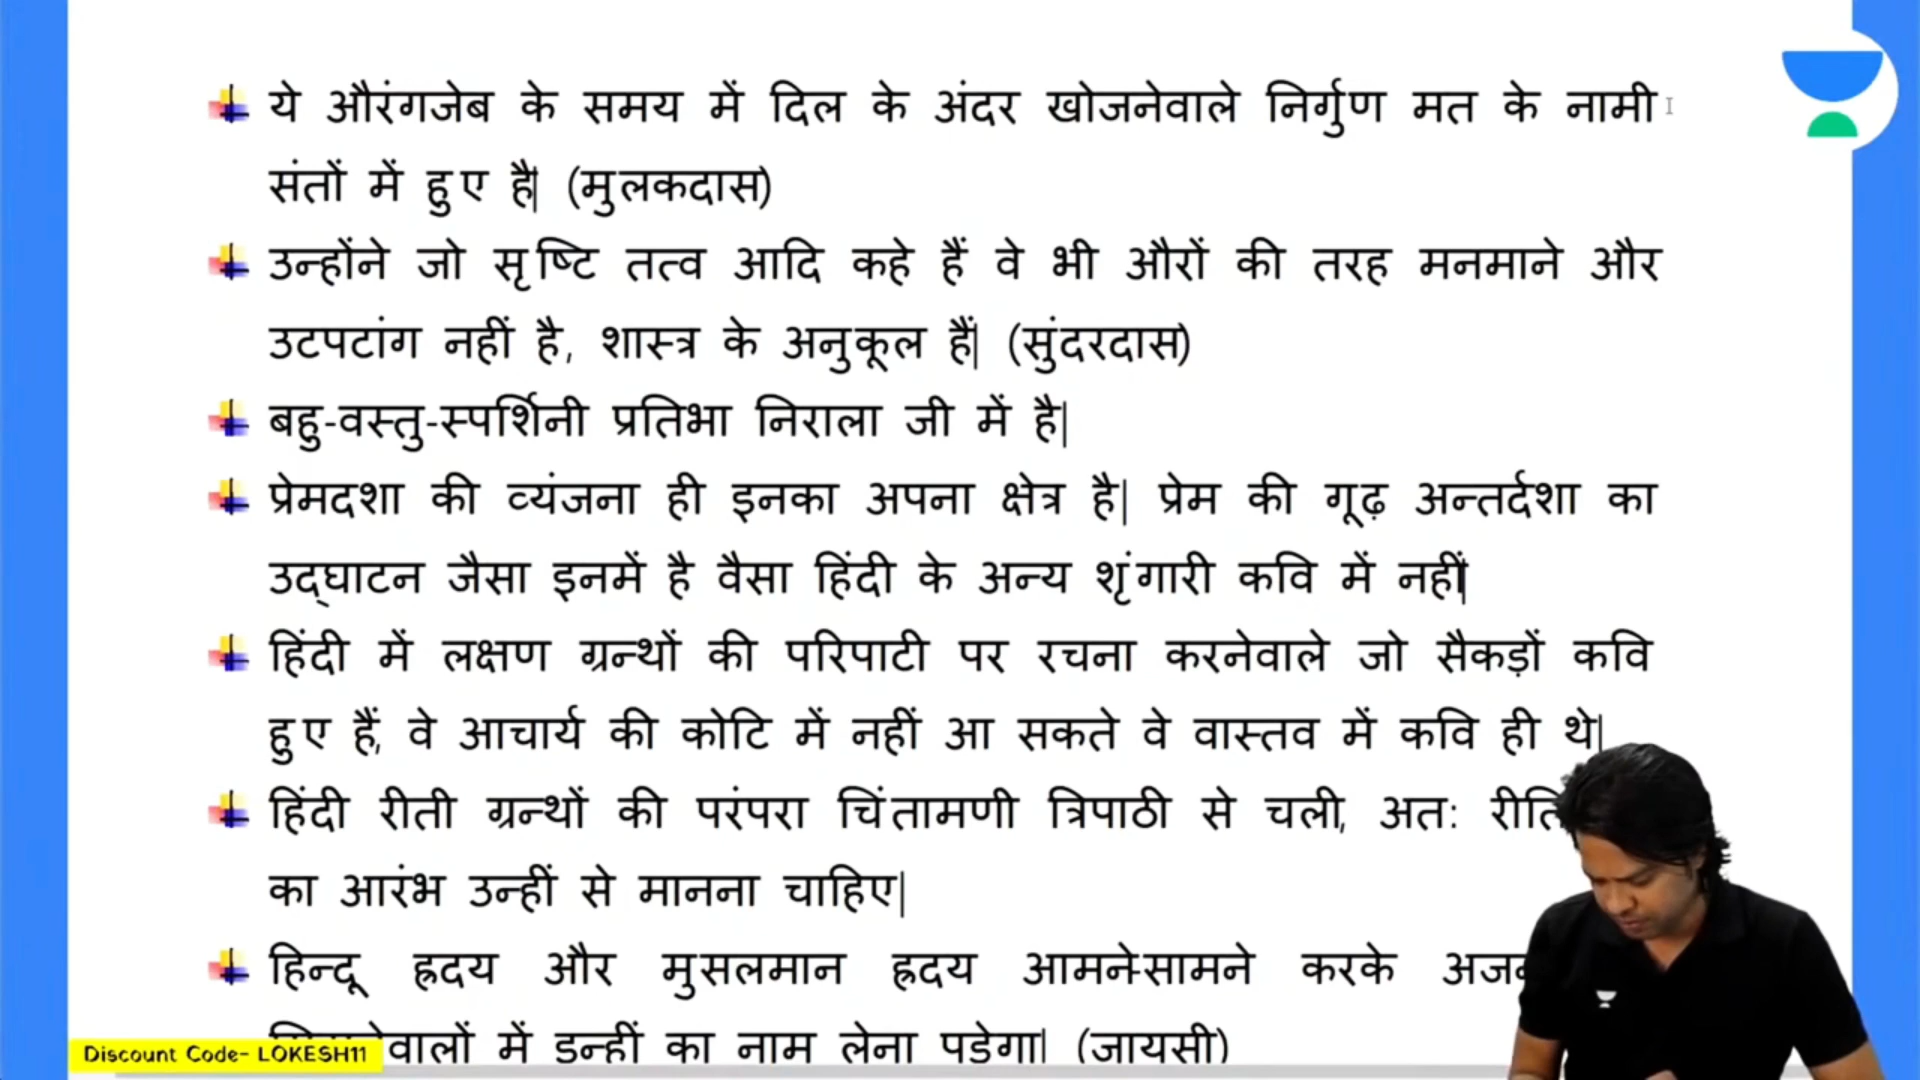 ये औरंगजेब के समय में दिल के अंदर खोजनेवाले निर्गुण मत के नामी
संतों में हुए है| (मुलकदास)
उन्होंने जो सृष्टि तत्व आदि कहे हैं वे भी औरों की तरह मनमाने और
उटपटांग नहीं है, शास्त्र के अनुकूल हैं| (सुंदरदास)
बहु-वस्तु-स्पर्शिनी प्रतिभा निराला जी में है|
प्रेमदशा की व्यंजना ही इनका अपना क्षेत्र है| प्रेम की गूढ़ अन्तर्दशा का
उद्घाटन जैसा इनमें है वैसा हिंदी के अन्य शृंगारी कवि में नहीं|
हिंदी में लक्षण ग्रन्थों की परिपाटी पर रचना करनेवाले जो सैकड़ों कवि
हुए हैं, वे आचार्य की कोटि में नहीं आ सकते वे वास्तव में कवि ही थे|
हिंदी रीती ग्रन्थों की परंपरा चिंतामणी त्रिपाठी से चली, अतः
का आरंभ उन्हीं से मानना चाहिए|
हिन्दू ह्रदय और मुसलमान ह्रदय आमने-सामने करके
में इन्हीं का नाम लेना पड़ेगा| (जायसी)
Discount Code- LOKESH11